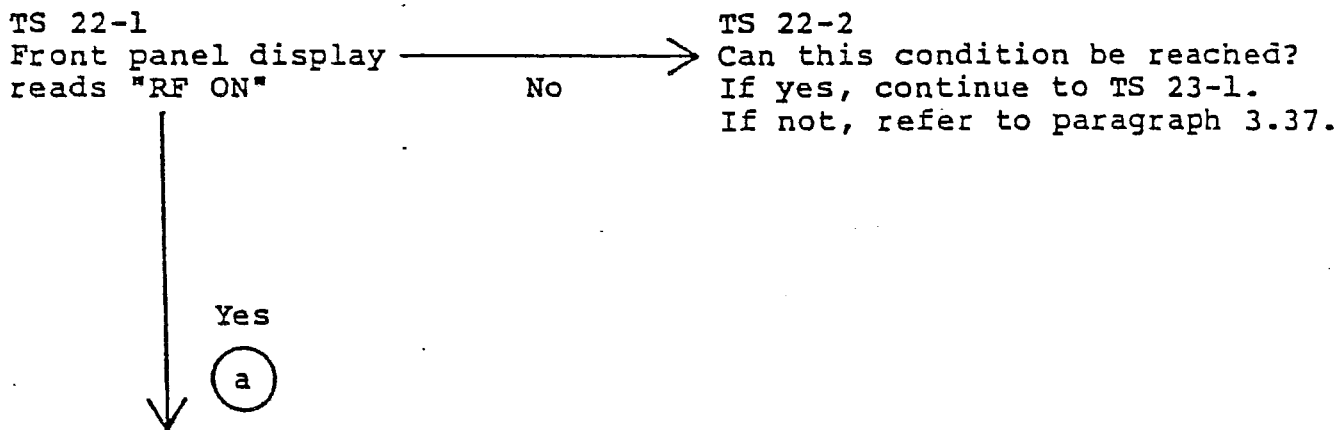 TS 22-1
Front panel display
reads "RF ON"
No
TS 22-2
Can this condition be reached?
If yes, continue to TS 23-1.
If not, refer to paragraph 3.37.
Yes
a